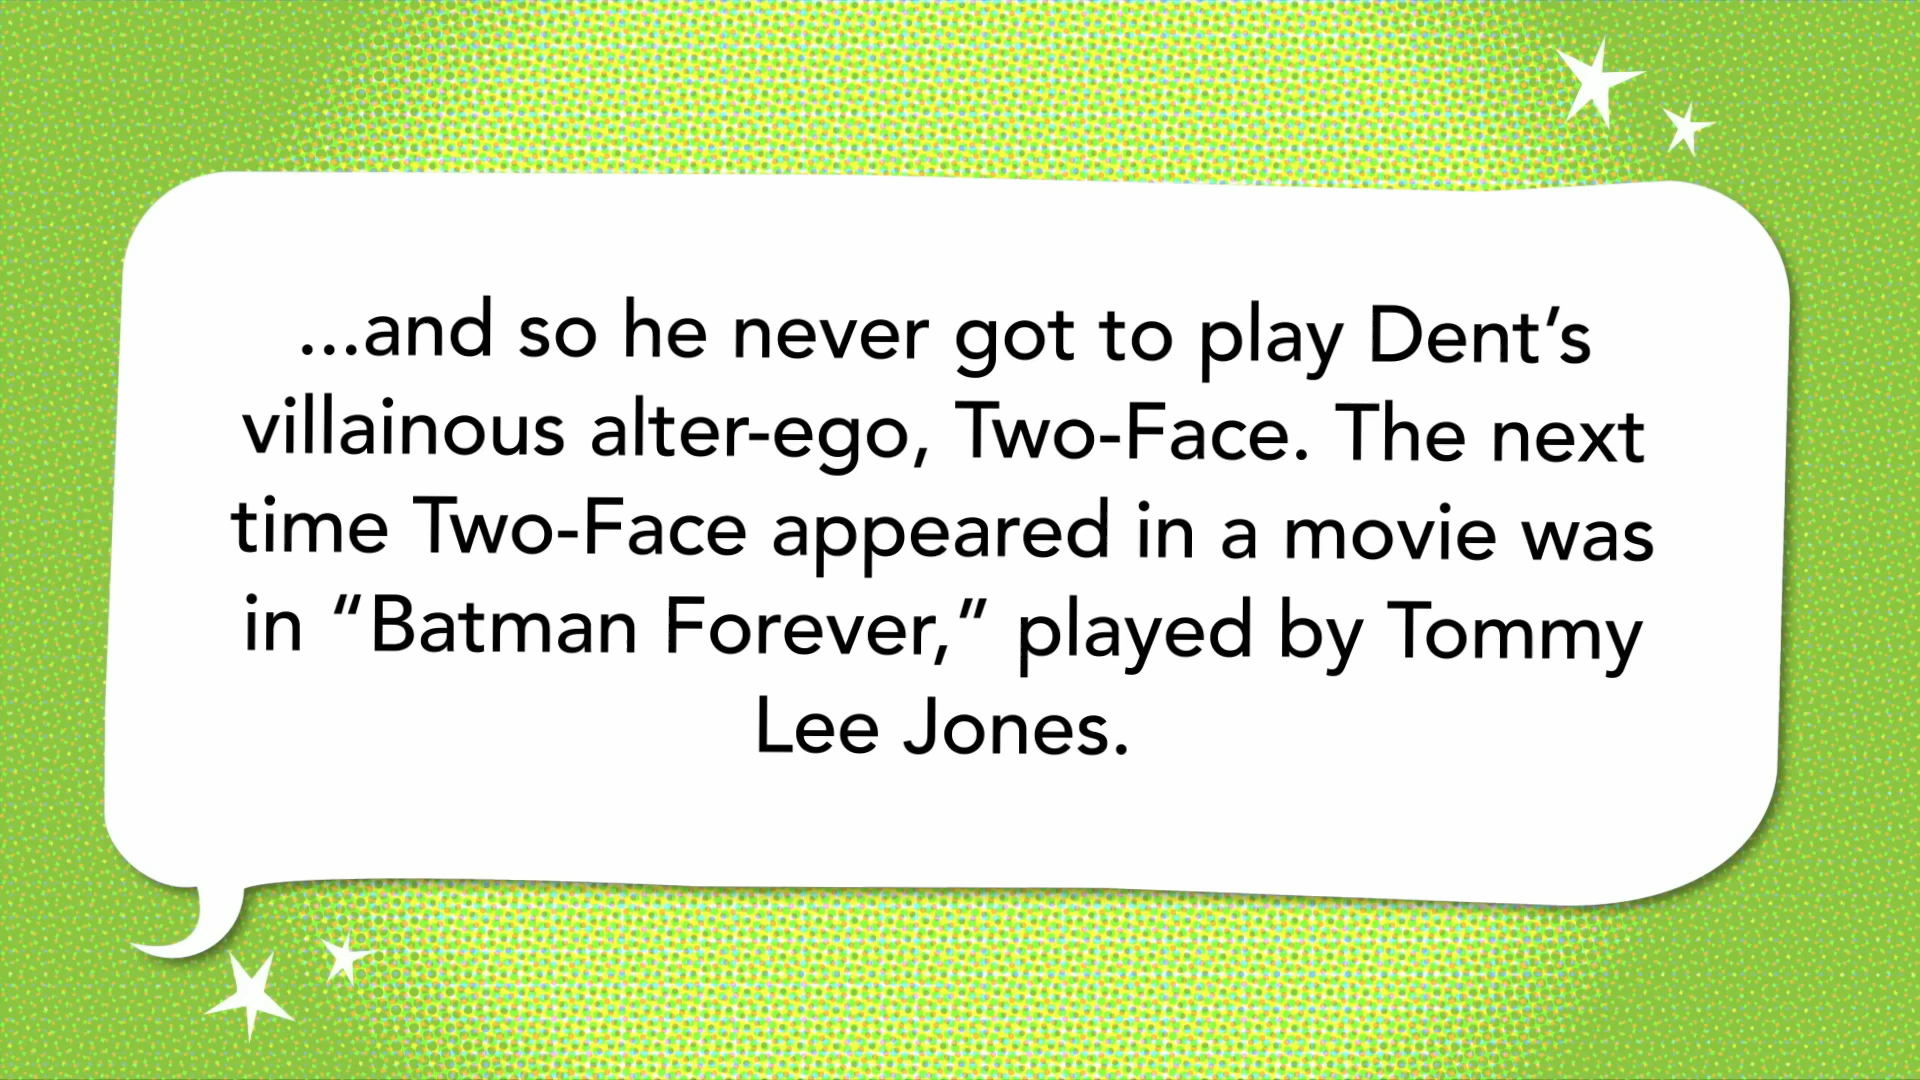 ...and so he never got to play Dent’s
villainous alter-ego, Two-Face. The next
time Two-Face appeared in a movie was
in “Batman Forever,” played by Tommy
Lee Jones.